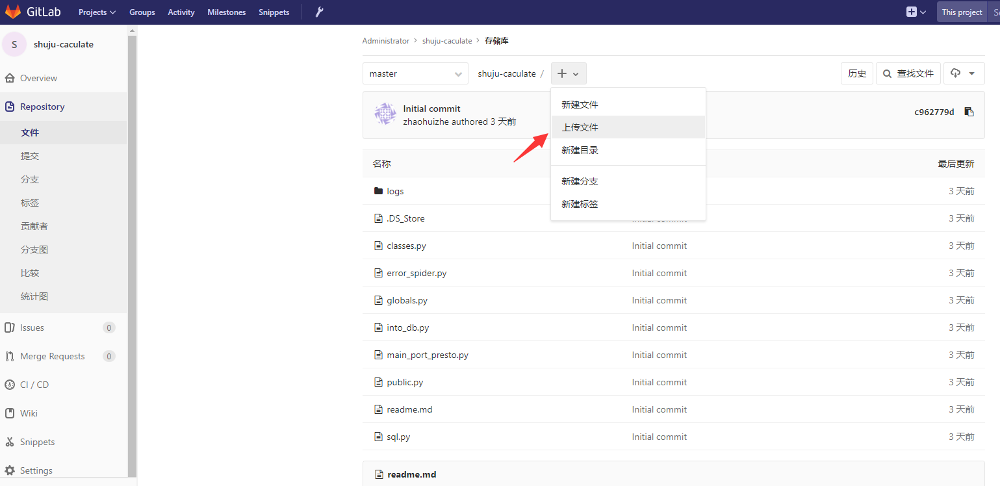 GitLab Projects Groups Activity Milestones Snippets This project
S shuju-caculate
Overview
Repository
文件
提交
分支
标签
贡献者
分支图
比较
统计图
Issues 0
Merge Requests 0
CI / CD
Wiki
Snippets
Settings
Administrator > shuju-caculate > 存储库
master shuju-caculate / + 历史 查找文件
新建文件
上传文件
新建目录
新建分支
新建标签
Initial commit
zhaohuizhe authored 3 天前
c962779d
名称 最后更新
logs 3 天前
.DS_Store Initial commit 3 天前
classes.py Initial commit 3 天前
error_spider.py Initial commit 3 天前
globals.py Initial commit 3 天前
into_db.py Initial commit 3 天前
main_port_presto.py Initial commit 3 天前
public.py Initial commit 3 天前
readme.md Initial commit 3 天前
sql.py Initial commit 3 天前
readme.md